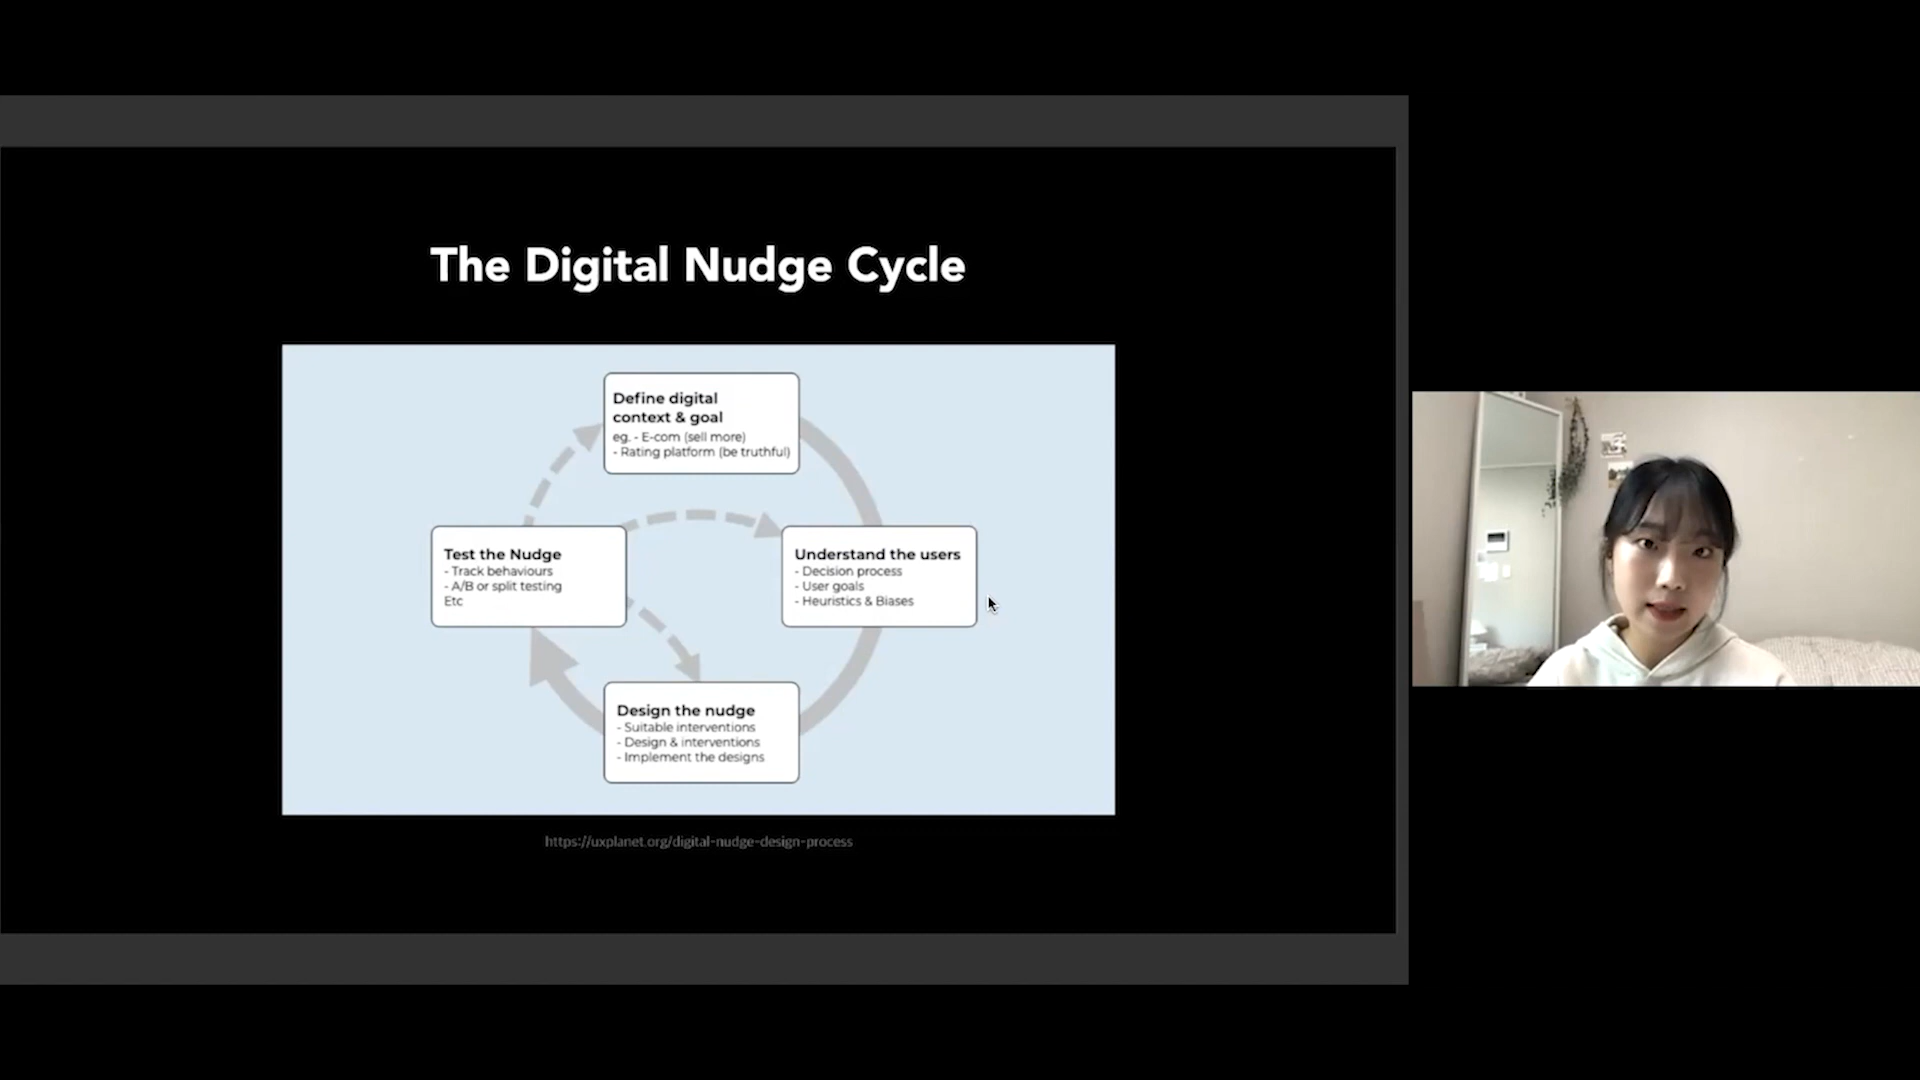 The Digital Nudge Cycle
Define digital
context & goal
eg. - E-com (sell more)
- Rating platform (be truthful)
Test the Nudge
- Track behaviours
- A/B or split testing
Etc
Understand the users
- Decision process
- User goals
- Heuristics & Biases
Design the nudge
- Suitable interventions
- Design & interventions
- Implement the designs
https://uxplanet.org/digital-nudge-design-process